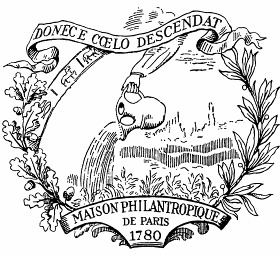 DONEC E CŒLO DESCENDAT
MAISON PHILANTROPIQUE
DE PARIS
1780